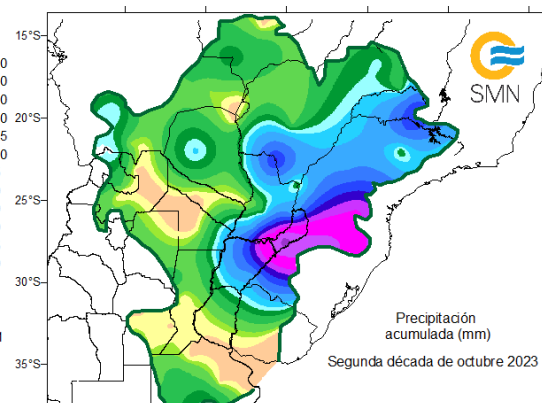 15°S
20°S
25°S
30°S
35°S
SMN
Precipitación
acumulada (mm)
Segunda década de octubre 2023